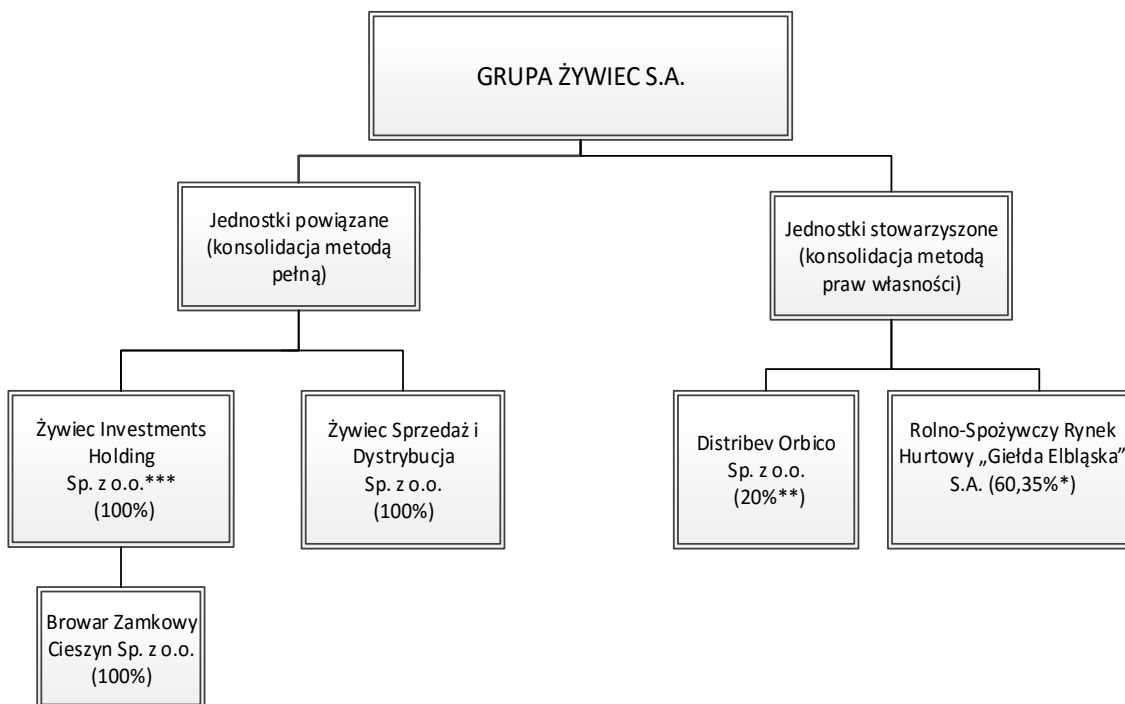 GRUPA ŻYWIEC S.A.
Jednostki powiązane
(konsolidacja metodą
pełną)
Jednostki stowarzyszone
(konsolidacja metodą
praw własności)
Żywiec Investments
Holding
Sp. z o.o.***
(100%)
Żywiec Sprzedaż i
Dystrybucja
Sp. z o.o.
(100%)
Distribev Orbico
Sp. z o.o.
(20%**)
Rolno-Spożywczy Rynek
Hurtowy „Giełda Elbląska”
S.A. (60,35%*)
Browar Zamkowy
Cieszyn Sp. z o.o.
(100%)